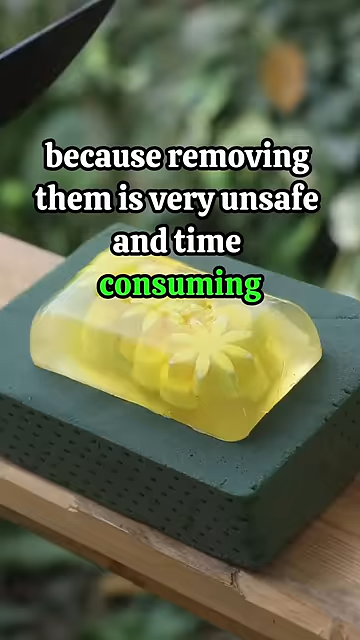 because removing
them is very unsafe
and time
consuming